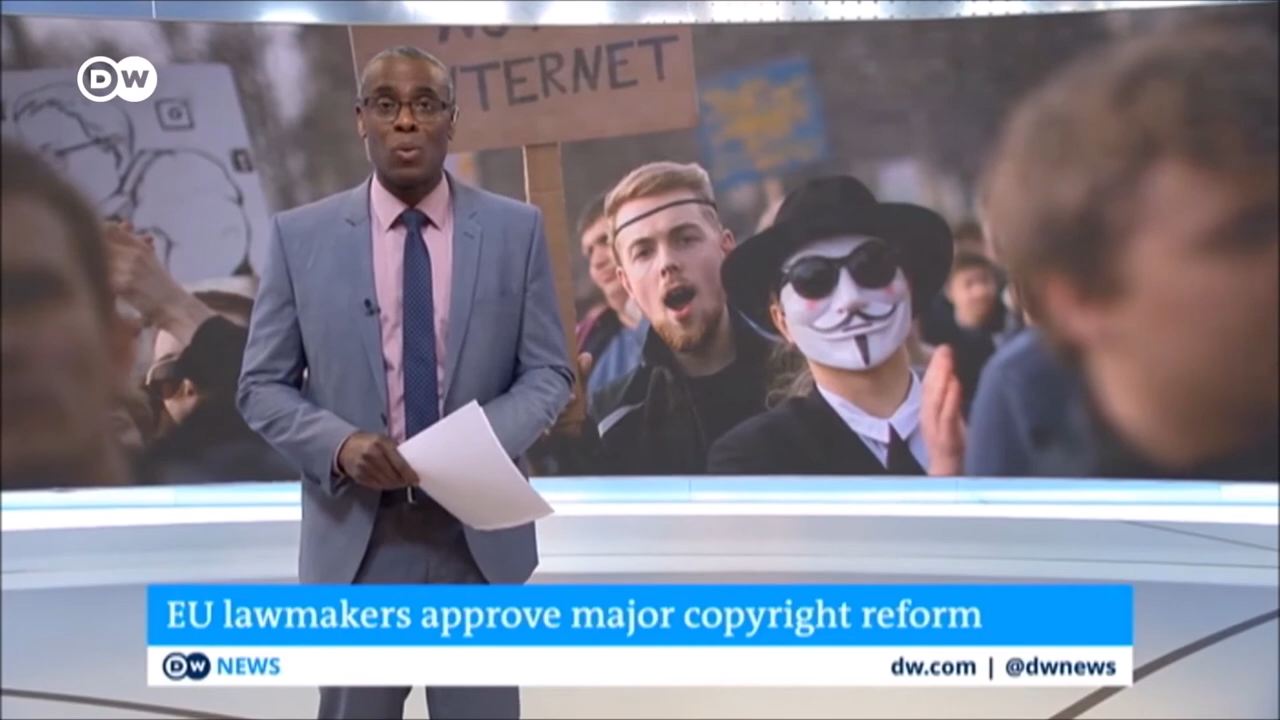 DW
INTERNET
EU lawmakers approve major copyright reform
DW NEWS
dw.com | @dwnews